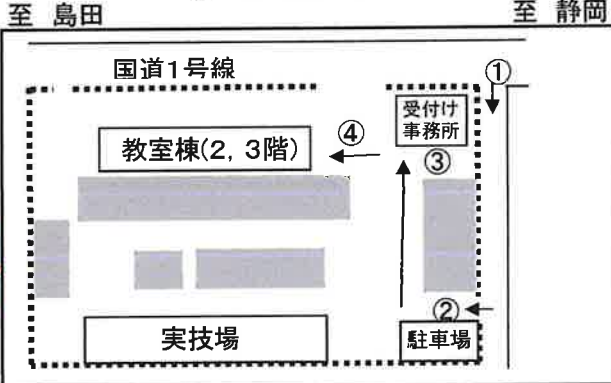 至 島田
至 静岡
国道1号線
①
受付け
事務所
④
教室棟(2, 3階)
③
②
実技場
駐車場